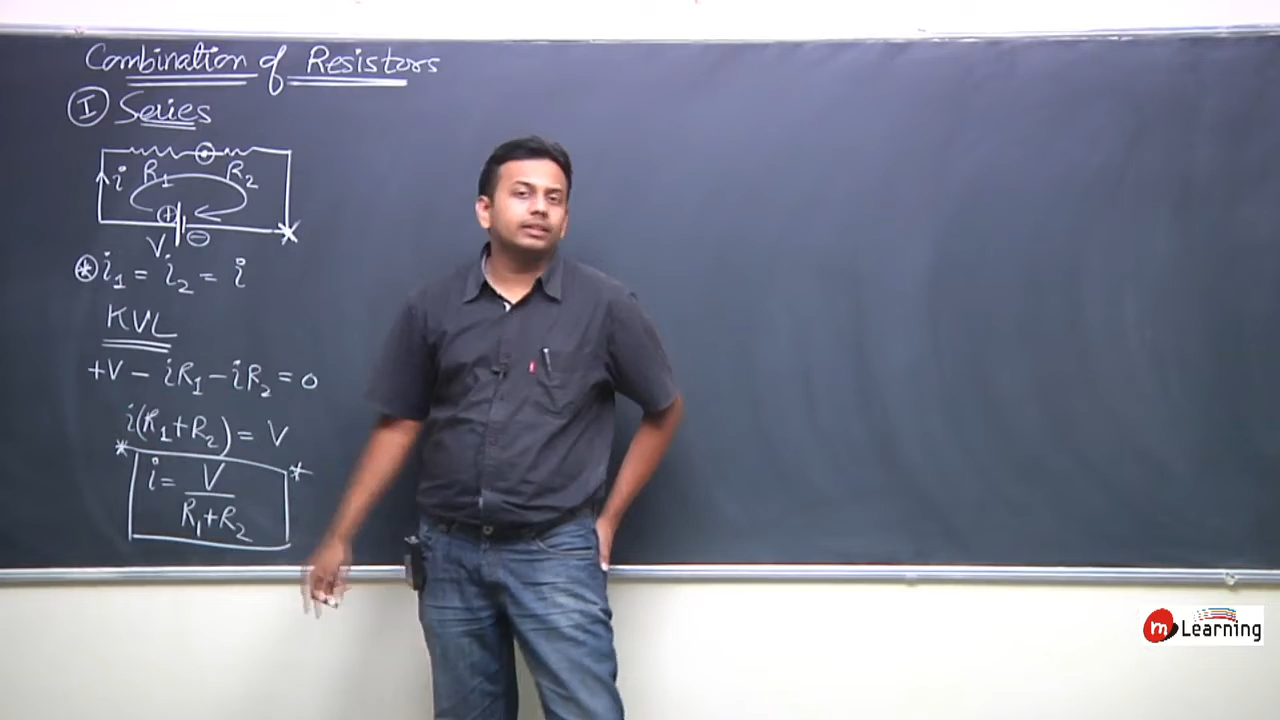 Combination of Resistors
I Series
i R₁ R₂
+
V −
* i₁ = i₂ = i
KVL
+V − iR₁ − iR₂ = 0
i(R₁+R₂) = V
* i = V / (R₁+R₂) *
m Learning